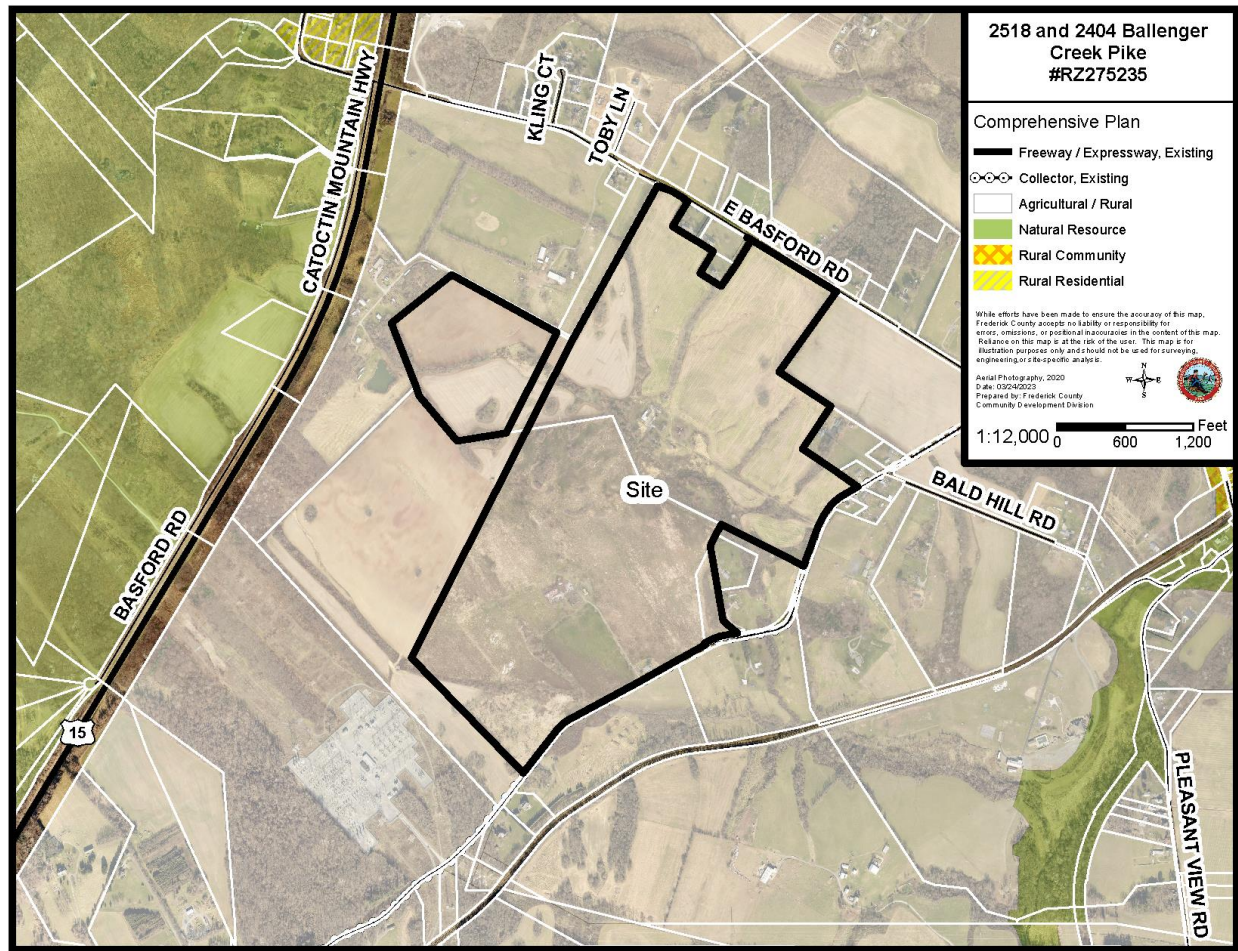 2518 and 2404 Ballenger
Creek Pike
#RZ275235
Comprehensive Plan
Freeway / Expressway, Existing
Collector, Existing
Agricultural / Rural
Natural Resource
Rural Community
Rural Residential
While efforts have been made to ensure the accuracy of this map,
Frederick County accepts no liability or responsibility for
errors, omissions, or positional inaccuracies in the content of this map.
Reliance on this map is at the risk of the user. This map is for
illustration purposes only and should not be used for surveying,
engineering, or site-specific analysis.
Aerial Photography, 2020
Date: 03/24/2023
Prepared by: Frederick County
Community Development Division
N
W E
S
1:12,000 0 600 1,200 Feet
CATOCTIN MOUNTAIN HWY
KLING CT
TOBY LN
E BASFORD RD
Site
BALD HILL RD
BASFORD RD
15
PLEASANT VIEW RD